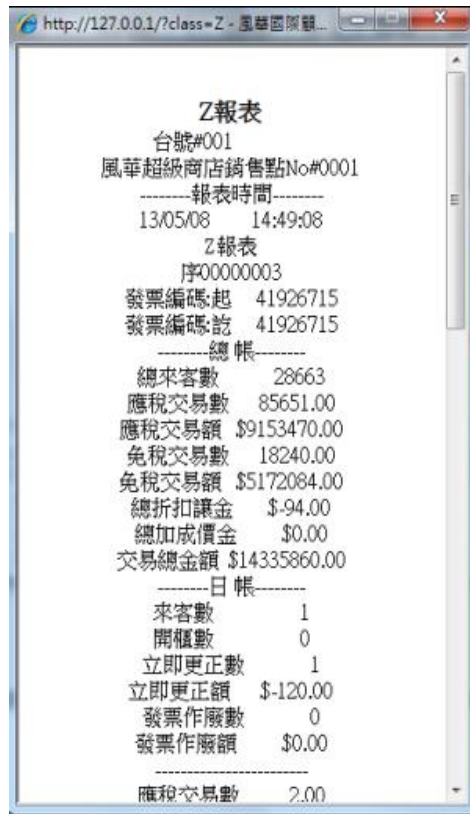 http://127.0.0.1/?class=Z - 風華國際顧...
Z報表
台號#001
風華超級商店銷售點No#0001
--------報表時間--------
13/05/08 14:49:08
Z報表
序00000003
發票編碼:起 41926715
發票編碼:訖 41926715
--------總 帳--------
總來客數 28663
應稅交易數 85651.00
應稅交易額 $9153470.00
免稅交易數 18240.00
免稅交易額 $5172084.00
總折扣讓金 $-94.00
總加成價金 $0.00
交易總金額 $14335860.00
--------日 帳--------
來客數 1
開櫃數 0
立即更正數 1
立即更正額 $-120.00
發票作廢數 0
發票作廢額 $0.00
------------------------
應稅交易數 2.00